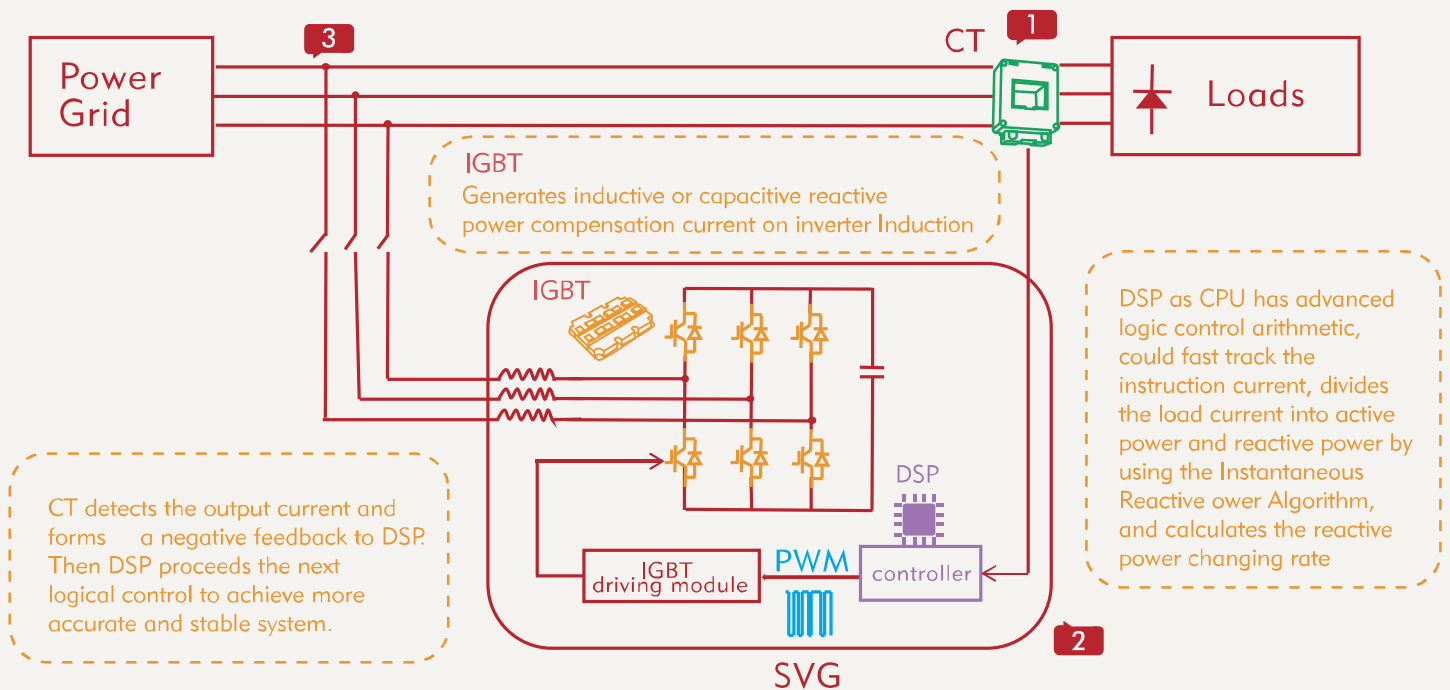 3
1
CT
Power
Grid
Loads
IGBT
Generates inductive or capacitive reactive
power compensation current on inverter Induction
IGBT
DSP as CPU has advanced
logic control arithmetic,
could fast track the
instruction current, divides
the load current into active
power and reactive power by
using the Instantaneous
Reactive ower Algorithm,
and calculates the reactive
power changing rate
CT detects the output current and
forms a negative feedback to DSP.
Then DSP proceeds the next
logical control to achieve more
accurate and stable system.
DSP
IGBT
driving module
PWM
controller
2
SVG